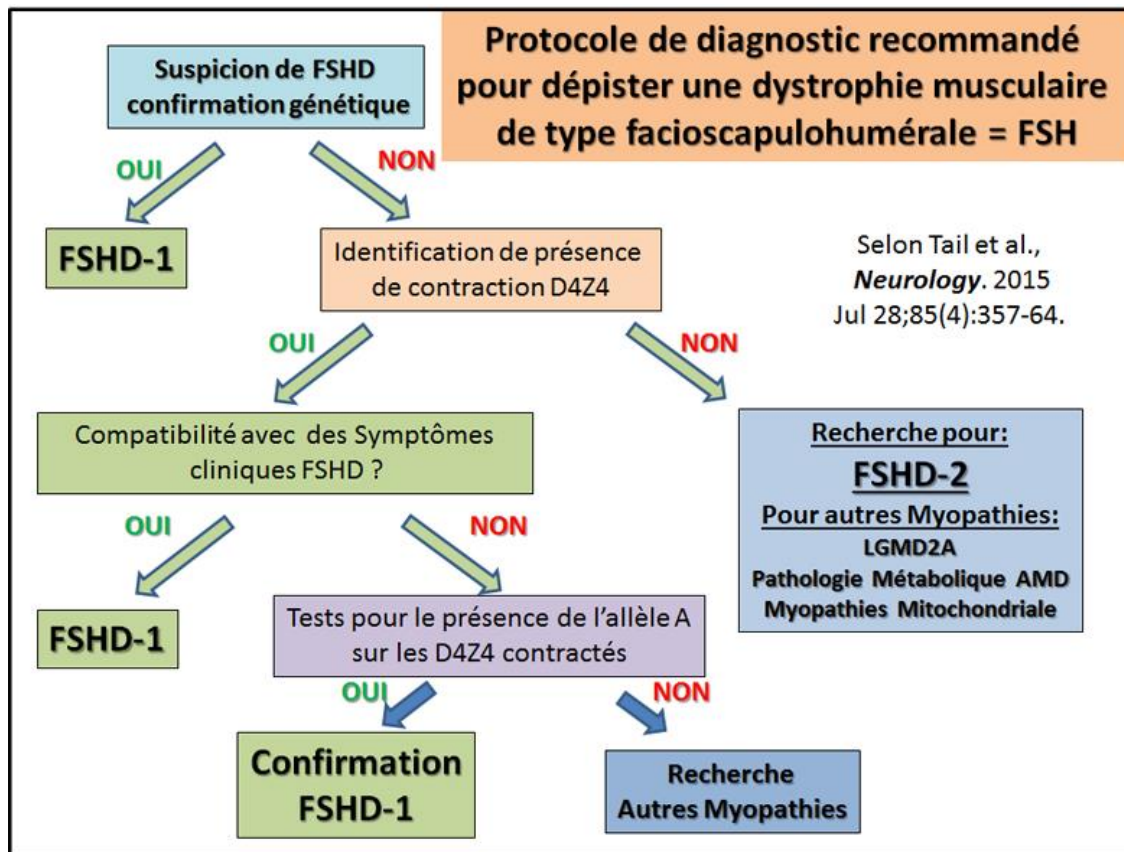 Protocole de diagnostic recommandé
pour dépister une dystrophie musculaire
de type facioscapulohumérale = FSH
Suspicion de FSHD
confirmation génétique
OUI
NON
FSHD-1
Identification de présence
de contraction D4Z4
Selon Tail et al.,
Neurology. 2015
Jul 28;85(4):357-64.
OUI
NON
Compatibilité avec des Symptômes
cliniques FSHD ?
Recherche pour:
FSHD-2
Pour autres Myopathies:
LGMD2A
Pathologie Métabolique AMD
Myopathies Mitochondriale
OUI
NON
FSHD-1
Tests pour le présence de l'allèle A
sur les D4Z4 contractés
OUI
NON
Confirmation
FSHD-1
Recherche
Autres Myopathies